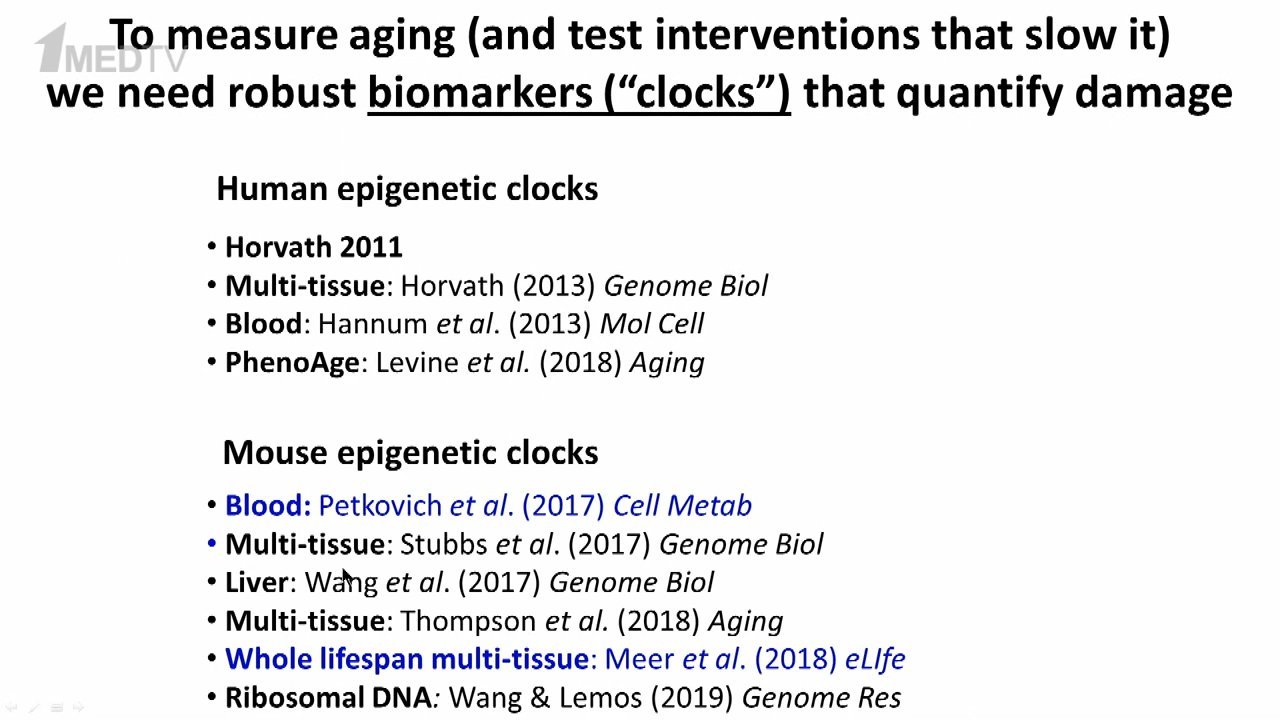 1MEDTV
To measure aging (and test interventions that slow it)
we need robust biomarkers (“clocks”) that quantify damage
Human epigenetic clocks
• Horvath 2011
• Multi-tissue: Horvath (2013) Genome Biol
• Blood: Hannum et al. (2013) Mol Cell
• PhenoAge: Levine et al. (2018) Aging
Mouse epigenetic clocks
• Blood: Petkovich et al. (2017) Cell Metab
• Multi-tissue: Stubbs et al. (2017) Genome Biol
• Liver: Wang et al. (2017) Genome Biol
• Multi-tissue: Thompson et al. (2018) Aging
• Whole lifespan multi-tissue: Meer et al. (2018) eLIfe
• Ribosomal DNA: Wang & Lemos (2019) Genome Res